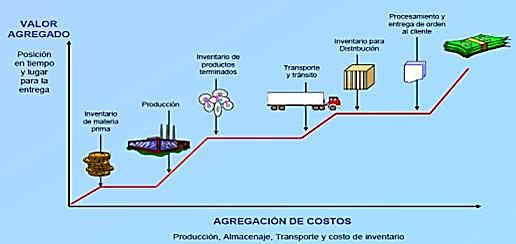 VALOR
AGREGADO
Posición
en tiempo
y lugar
para la
entrega
Inventario
de materia
prima
Producción
Inventario de
productos
terminados
Transporte
y tránsito
Inventario para
Distribución
Procesamiento y
entrega de orden
al cliente
AGREGACIÓN DE COSTOS
Producción, Almacenaje, Transporte y costo de inventario